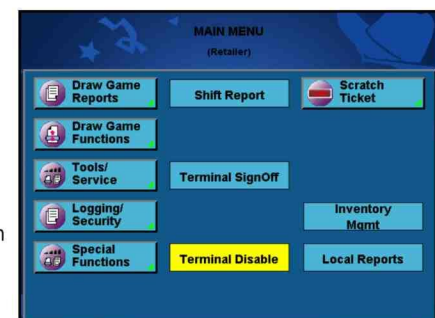 MAIN MENU
(Retailer)
Draw Game
Reports
Shift Report
Scratch
Ticket
Draw Game
Functions
Tools/
Service
Terminal SignOff
Logging/
Security
Inventory
Mgmt
Special
Functions
Terminal Disable
Local Reports